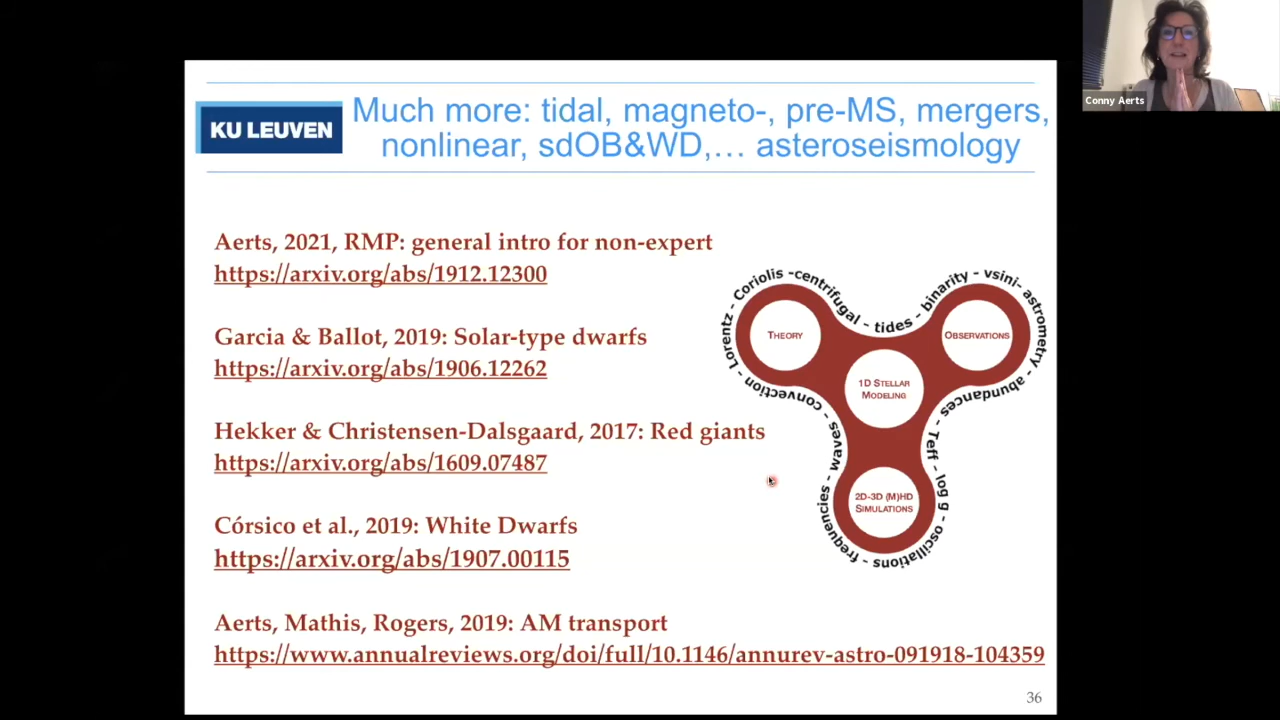 KU LEUVEN
Much more: tidal, magneto-, pre-MS, mergers,
nonlinear, sdOB&WD,… asteroseismology
Conny Aerts
Aerts, 2021, RMP: general intro for non-expert
https://arxiv.org/abs/1912.12300
Garcia & Ballot, 2019: Solar-type dwarfs
https://arxiv.org/abs/1906.12262
Hekker & Christensen-Dalsgaard, 2017: Red giants
https://arxiv.org/abs/1609.07487
Córsico et al., 2019: White Dwarfs
https://arxiv.org/abs/1907.00115
Aerts, Mathis, Rogers, 2019: AM transport
https://www.annualreviews.org/doi/full/10.1146/annurev-astro-091918-104359
Lorentz - Coriolis -centrifugal - tides - binarity - vsini- astrometry - abundances - Teff - log g - oscillations - frequencies - waves - convection -
THEORY
OBSERVATIONS
1D STELLAR
MODELING
2D-3D (M)HD
SIMULATIONS
36